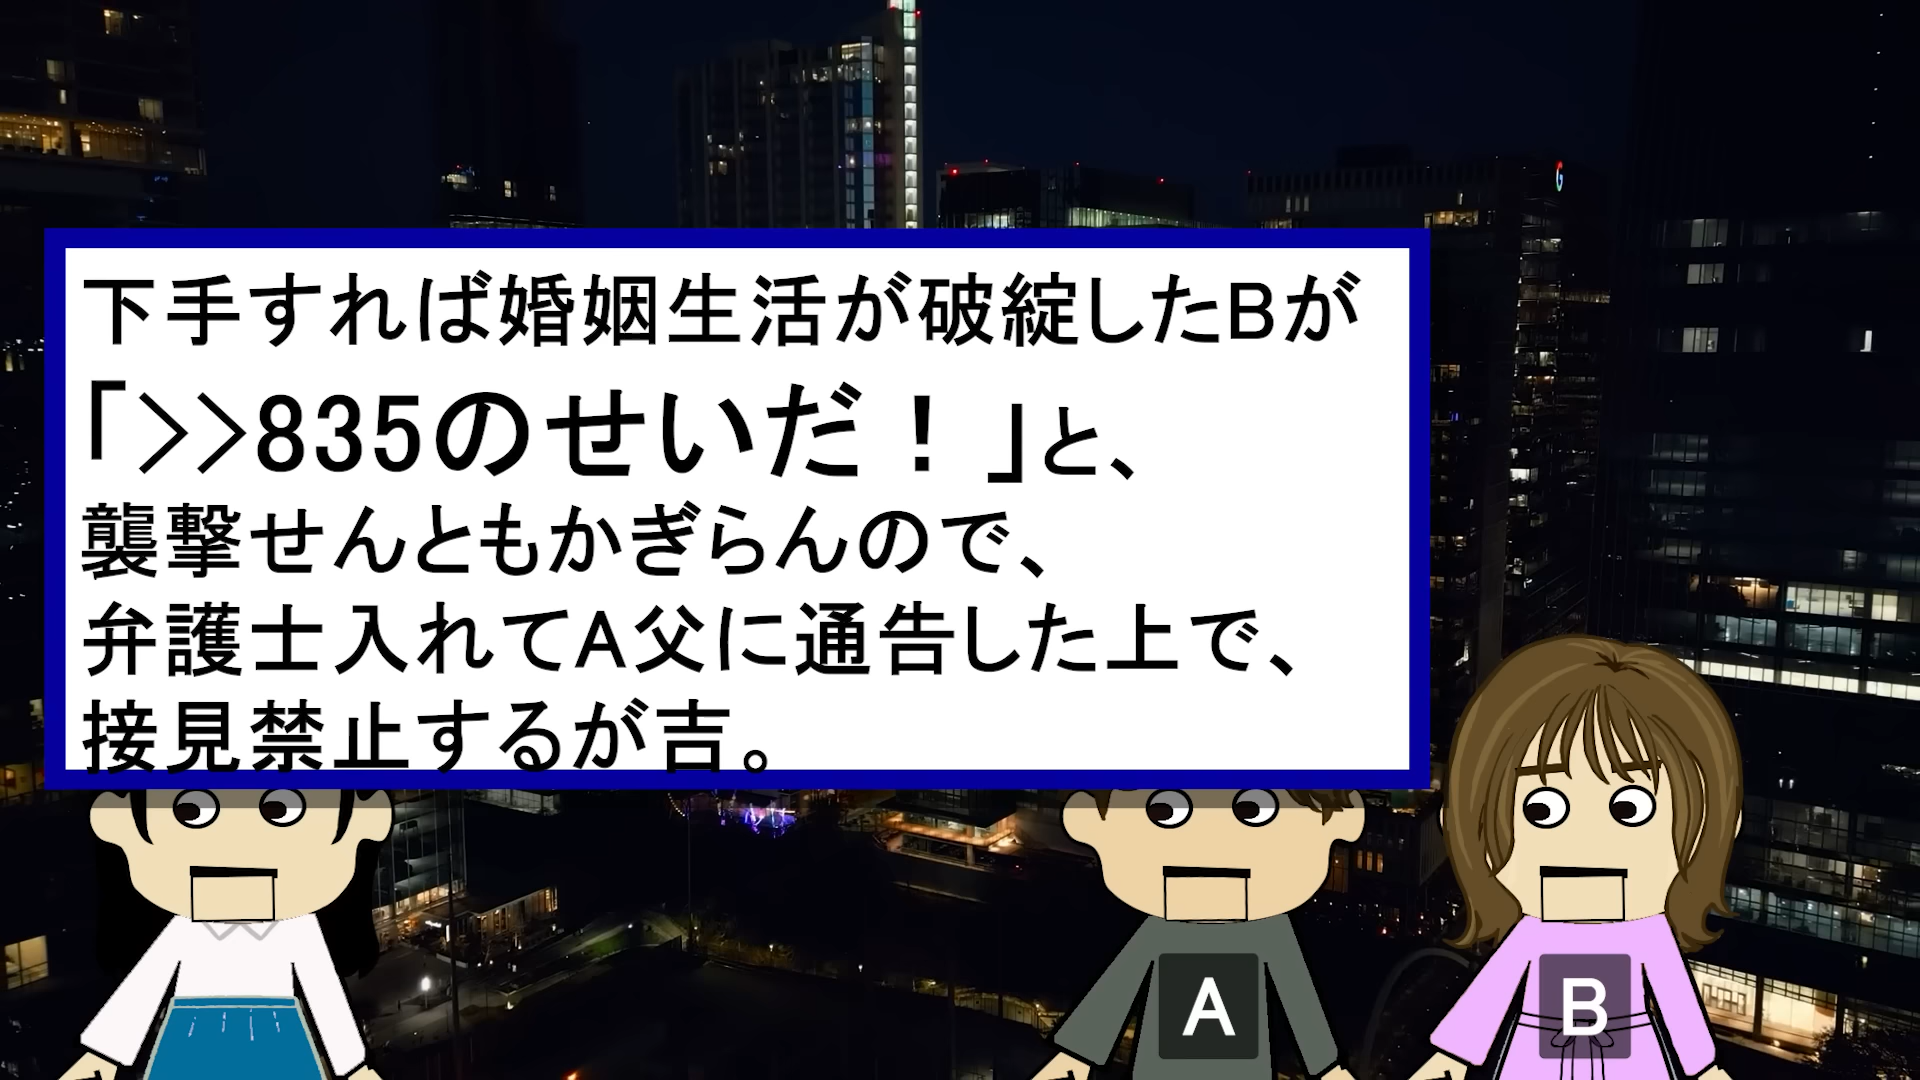 下手すれば婚姻生活が破綻したBが
「>>835のせいだ！」と、
襲撃せんともかぎらんので、
弁護士入れてA父に通告した上で、
接見禁止するが吉。
A
B